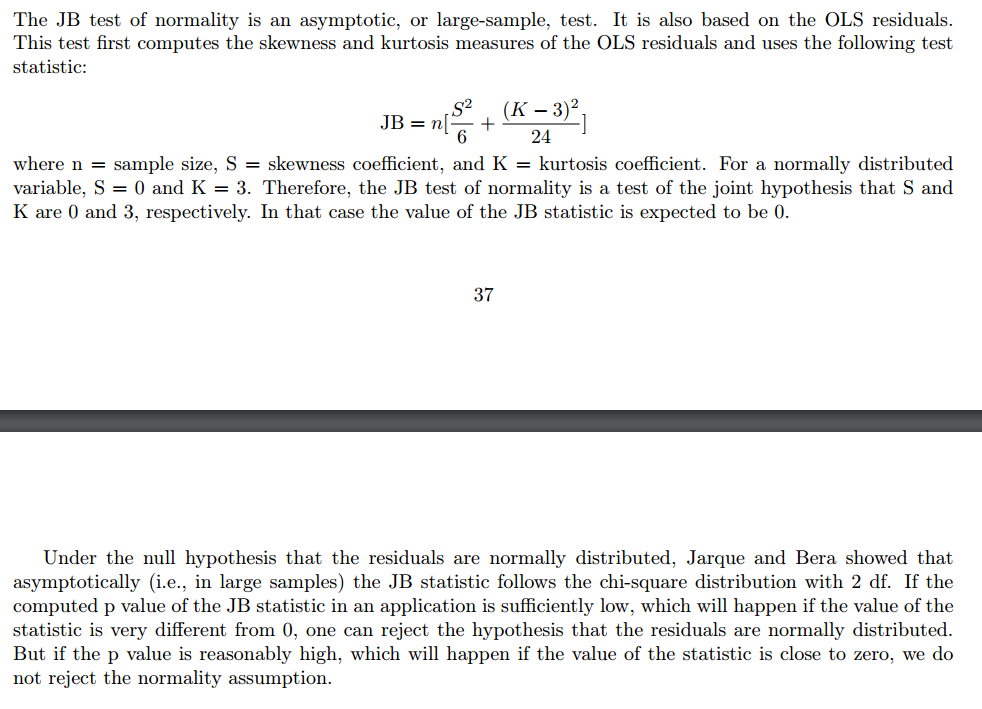 The JB test of normality is an asymptotic, or large-sample, test. It is also based on the OLS residuals.
This test first computes the skewness and kurtosis measures of the OLS residuals and uses the following test
statistic:
JB = n[S²/6 + (K − 3)²/24]
where n = sample size, S = skewness coefficient, and K = kurtosis coefficient. For a normally distributed
variable, S = 0 and K = 3. Therefore, the JB test of normality is a test of the joint hypothesis that S and
K are 0 and 3, respectively. In that case the value of the JB statistic is expected to be 0.
37
Under the null hypothesis that the residuals are normally distributed, Jarque and Bera showed that
asymptotically (i.e., in large samples) the JB statistic follows the chi-square distribution with 2 df. If the
computed p value of the JB statistic in an application is sufficiently low, which will happen if the value of the
statistic is very different from 0, one can reject the hypothesis that the residuals are normally distributed.
But if the p value is reasonably high, which will happen if the value of the statistic is close to zero, we do
not reject the normality assumption.